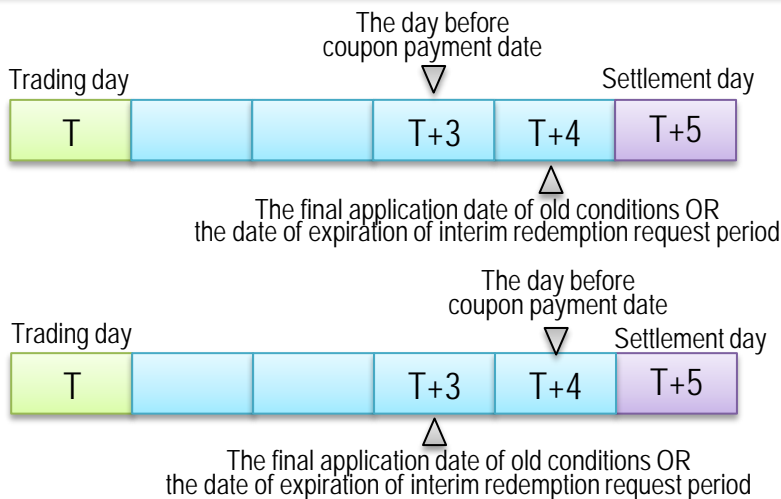 The day before
coupon payment date
Trading day
Settlement day
T
T+3
T+4
T+5
The final application date of old conditions OR
the date of expiration of interim redemption request period
The day before
coupon payment date
Trading day
Settlement day
T
T+3
T+4
T+5
The final application date of old conditions OR
the date of expiration of interim redemption request period